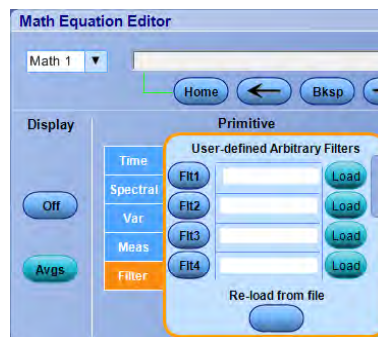 Math Equation Editor
Math 1
Home
Bksp
Display
Primitive
Time
Spectral
Var
Meas
Filter
Off
Avgs
User-defined Arbitrary Filters
Flt1 Load
Flt2 Load
Flt3 Load
Flt4 Load
Re-load from file